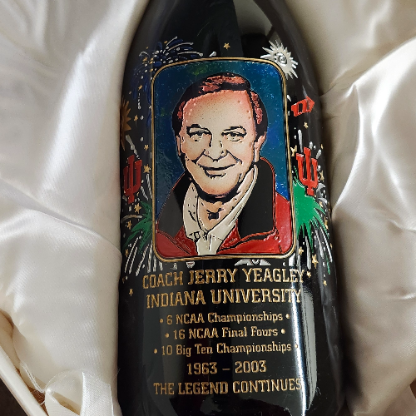 COACH JERRY YEAGLEY
INDIANA UNIVERSITY
• 6 NCAA Championships •
• 16 NCAA Final Fours •
• 10 Big Ten Championships •
1963 – 2003
THE LEGEND CONTINUES